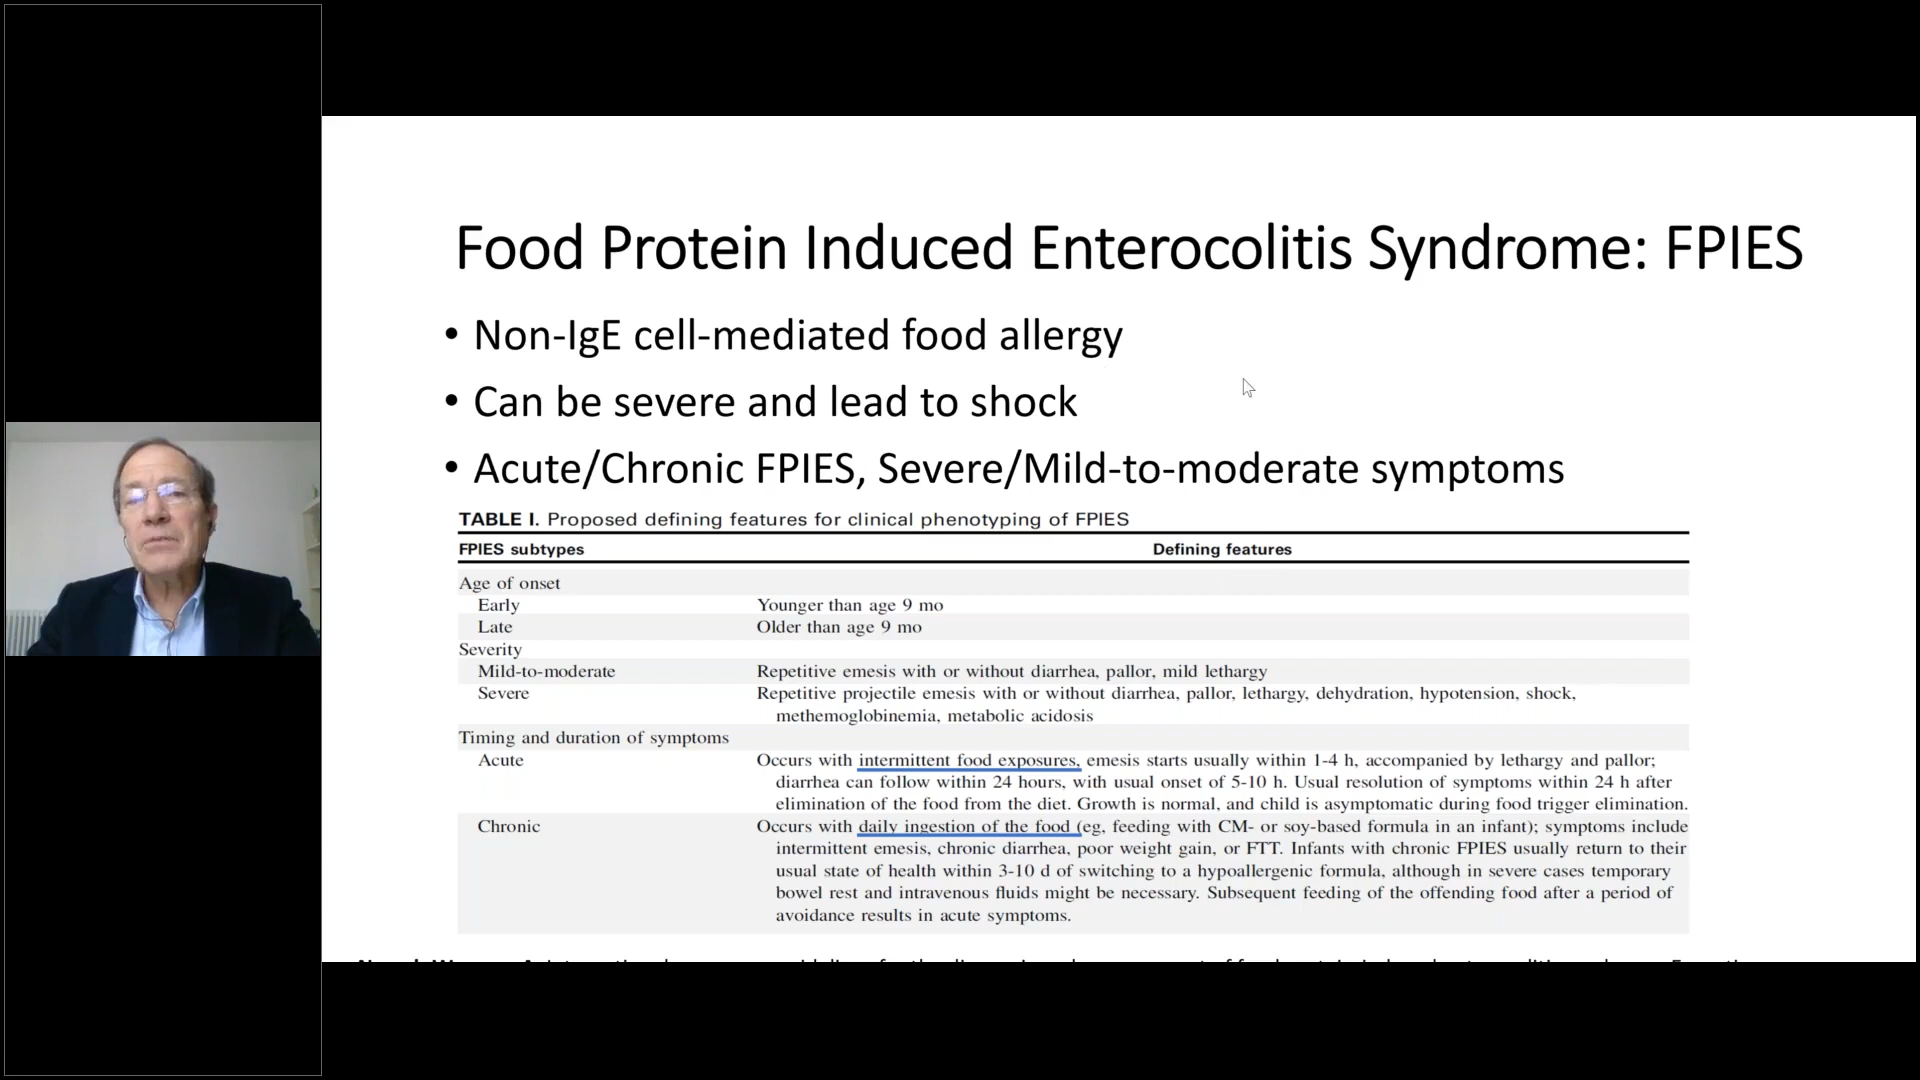 Food Protein Induced Enterocolitis Syndrome: FPIES
• Non-IgE cell-mediated food allergy
• Can be severe and lead to shock
• Acute/Chronic FPIES, Severe/Mild-to-moderate symptoms
TABLE I. Proposed defining features for clinical phenotyping of FPIES
FPIES subtypes Defining features
Age of onset
Early Younger than age 9 mo
Late Older than age 9 mo
Severity
Mild-to-moderate Repetitive emesis with or without diarrhea, pallor, mild lethargy
Severe Repetitive projectile emesis with or without diarrhea, pallor, lethargy, dehydration, hypotension, shock,
methemoglobinemia, metabolic acidosis
Timing and duration of symptoms
Acute Occurs with intermittent food exposures, emesis starts usually within 1-4 h, accompanied by lethargy and pallor;
diarrhea can follow within 24 hours, with usual onset of 5-10 h. Usual resolution of symptoms within 24 h after
elimination of the food from the diet. Growth is normal, and child is asymptomatic during food trigger elimination.
Chronic Occurs with daily ingestion of the food (eg, feeding with CM- or soy-based formula in an infant); symptoms include
intermittent emesis, chronic diarrhea, poor weight gain, or FTT. Infants with chronic FPIES usually return to their
usual state of health within 3-10 d of switching to a hypoallergenic formula, although in severe cases temporary
bowel rest and intravenous fluids might be necessary. Subsequent feeding of the offending food after a period of
avoidance results in acute symptoms.